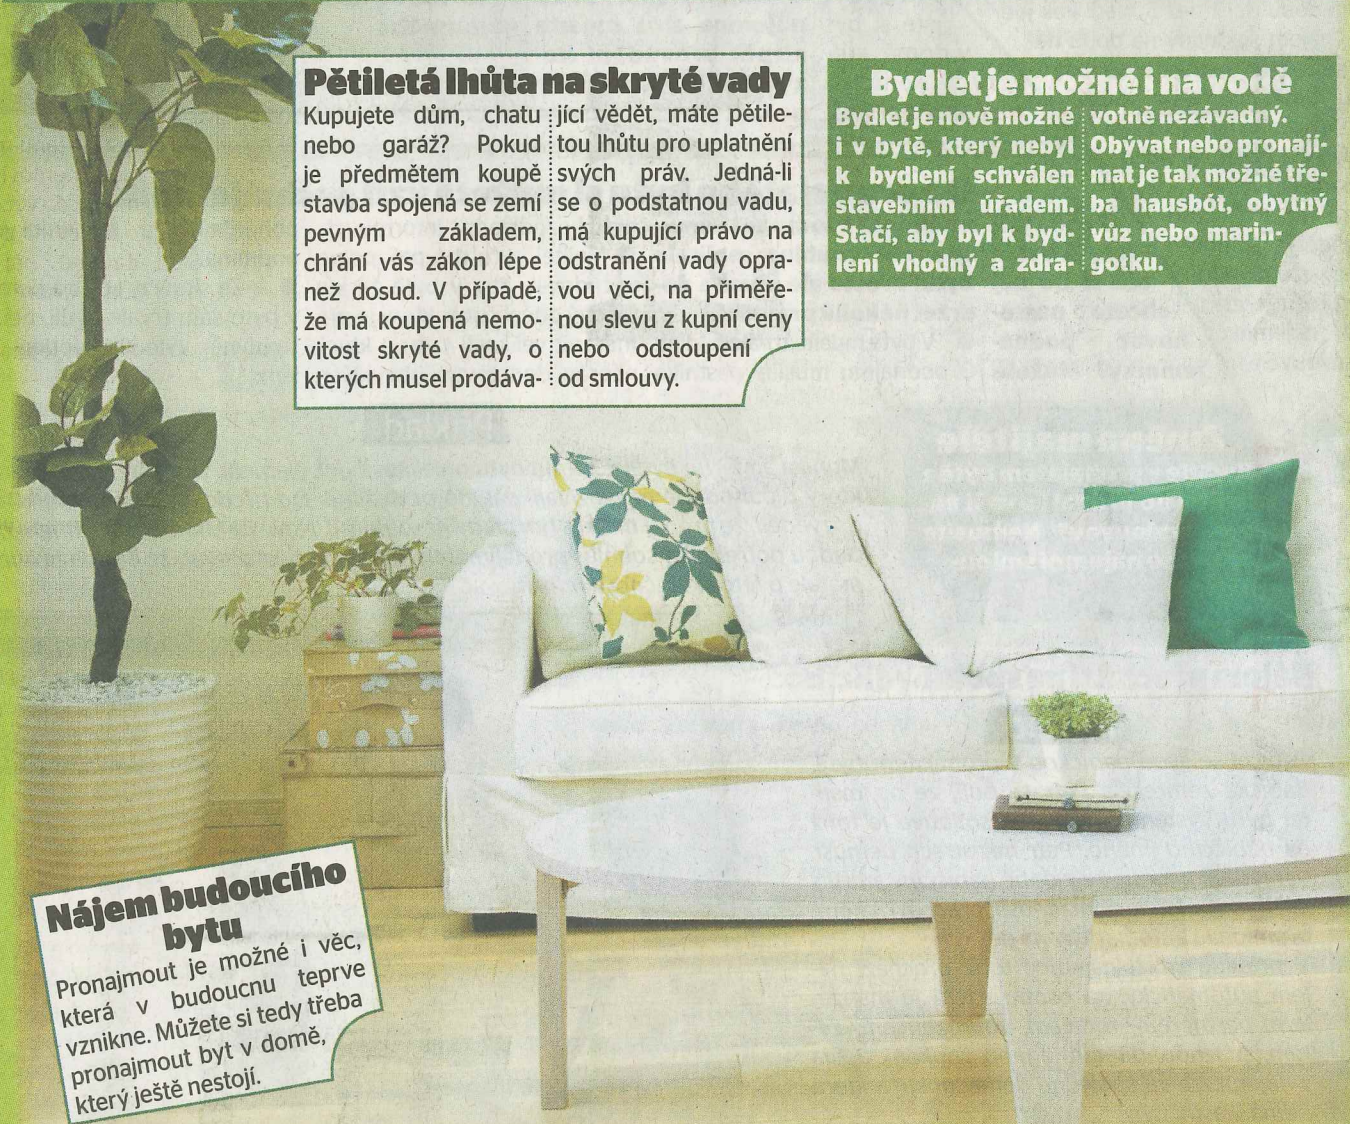 Pětiletá lhůta na skryté vady
Kupujete dům, chatu
nebo garáž? Pokud
je předmětem koupě
stavba spojená se zemí
pevným základem,
chrání vás zákon lépe
než dosud. V případě,
že má koupená nemo-
vitost skryté vady, o
kterých musel prodáva-
jící vědět, máte pětile-
tou lhůtu pro uplatnění
svých práv. Jedná-li
se o podstatnou vadu,
má kupující právo na
odstranění vady opra-
vou věci, na přiměře-
nou slevu z kupní ceny
nebo odstoupení
od smlouvy.
Bydlet je možné i na vodě
Bydlet je nově možné
i v bytě, který nebyl
k bydlení schválen
stavebním úřadem.
Stačí, aby byl k byd-
lení vhodný a zdra-
votně nezávadný.
Obývat nebo pronají-
mat je tak možné tře-
ba hausbót, obytný
vůz nebo marin-
gotku.
Nájem budoucího
bytu
Pronajmout je možné i věc,
která v budoucnu teprve
vznikne. Můžete si tedy třeba
pronajmout byt v domě,
který ještě nestojí.